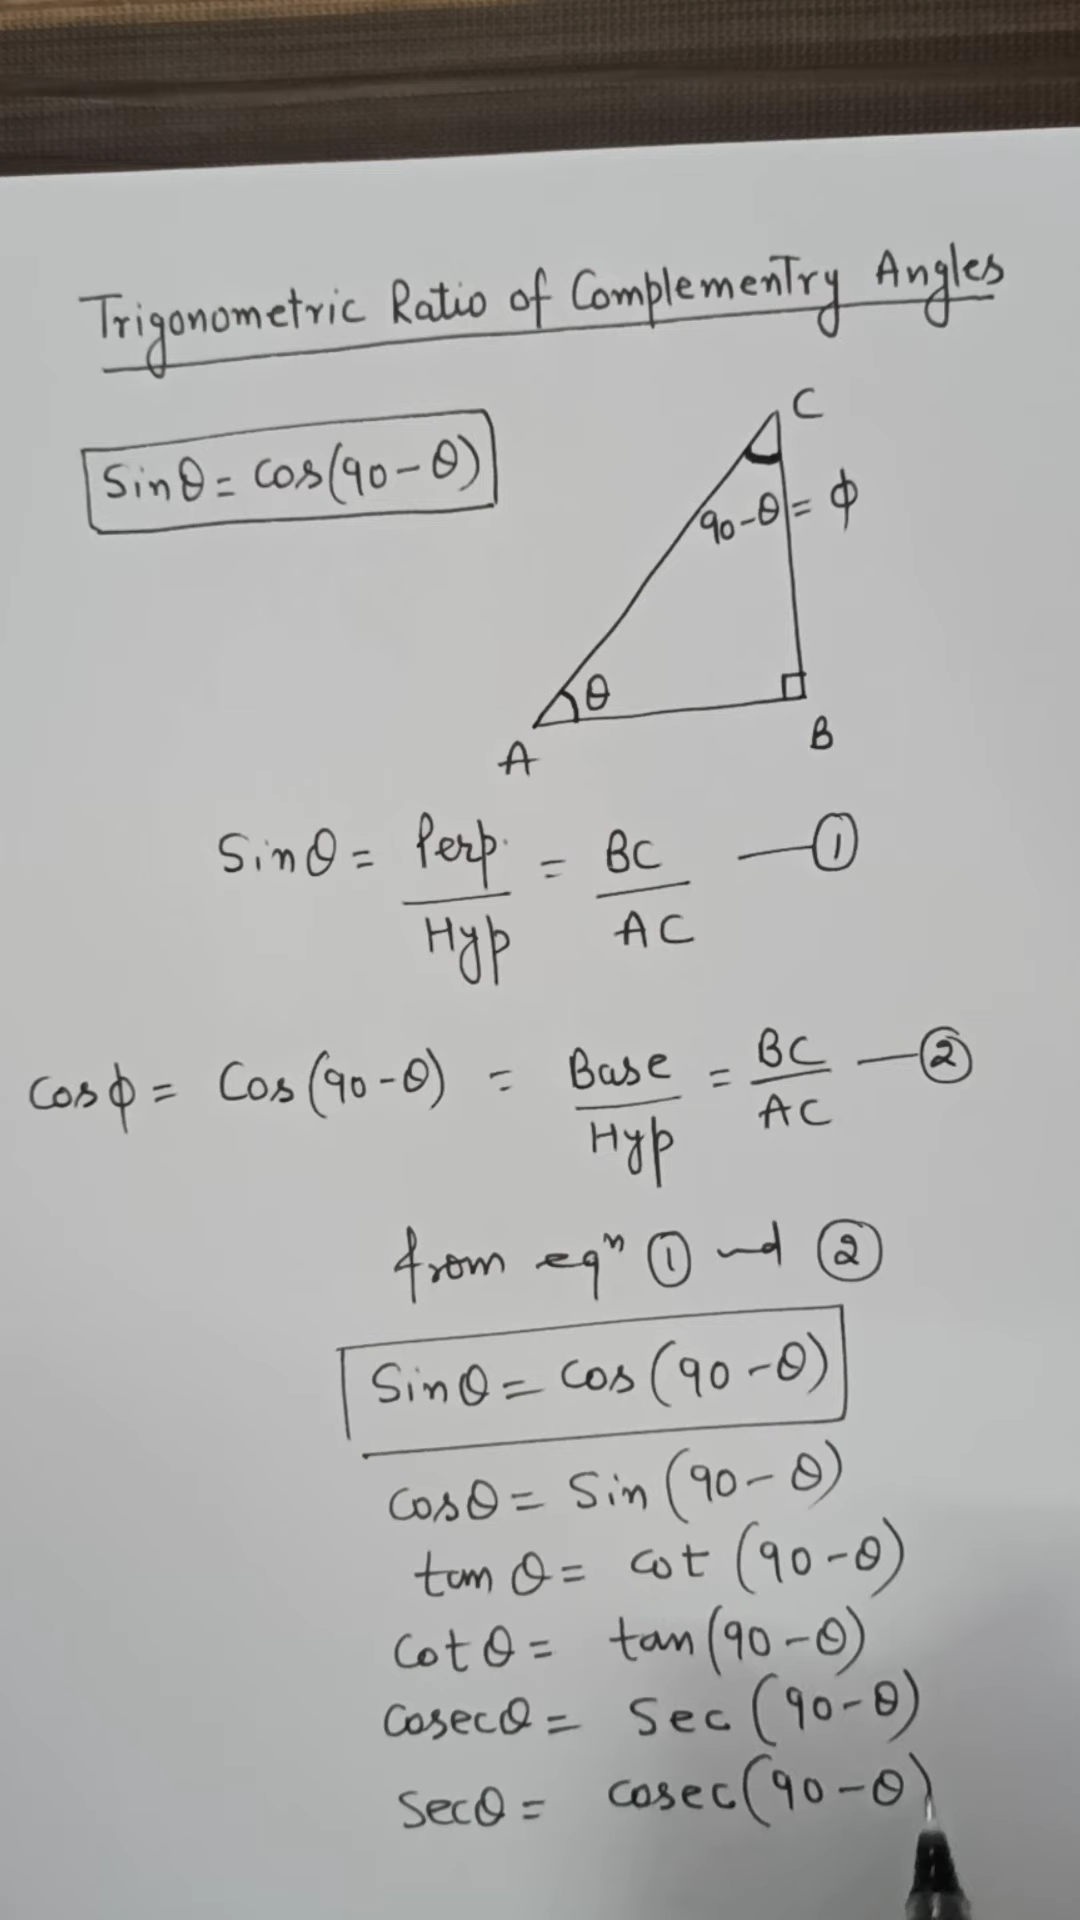 Trigonometric Ratio of Complementry Angles
Sinθ = Cos(90-θ)
C
90-θ = ϕ
θ
A
B
Sinθ = Perp. / Hyp = BC / AC — ①
Cosϕ = Cos(90-θ) = Base / Hyp = BC / AC — ②
from eqⁿ ① and ②
Sinθ = Cos(90-θ)
Cosθ = Sin(90-θ)
tanθ = Cot(90-θ)
Cotθ = tan(90-θ)
Cosecθ = Sec(90-θ)
Secθ = Cosec(90-θ)